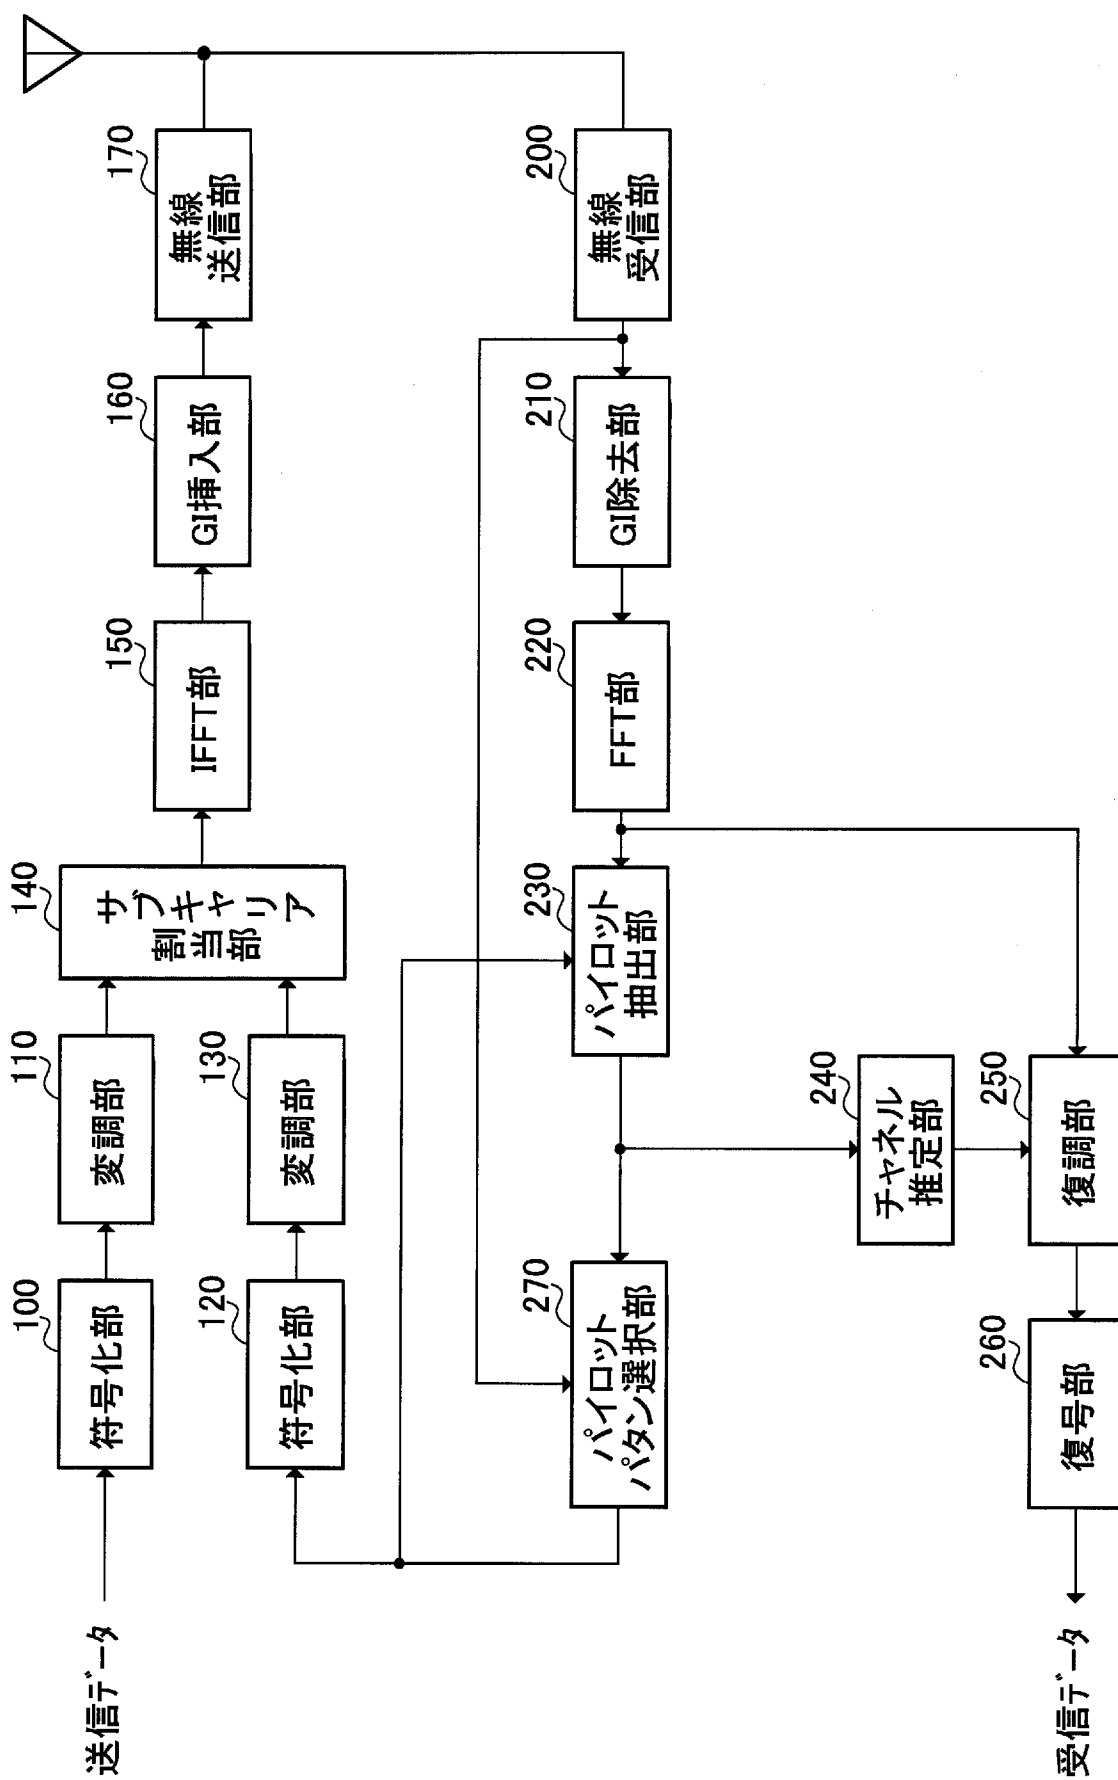 送信データ
100
符号化部
110
変調部
120
符号化部
130
変調部
140
サブキャリア
割当部
150
IFFT部
160
GI挿入部
170
無線
送信部
200
無線
受信部
210
GI除去部
220
FFT部
230
パイロット
抽出部
240
チャネル
推定部
250
復調部
260
復号部
270
パイロット
パタン選択部
受信データ